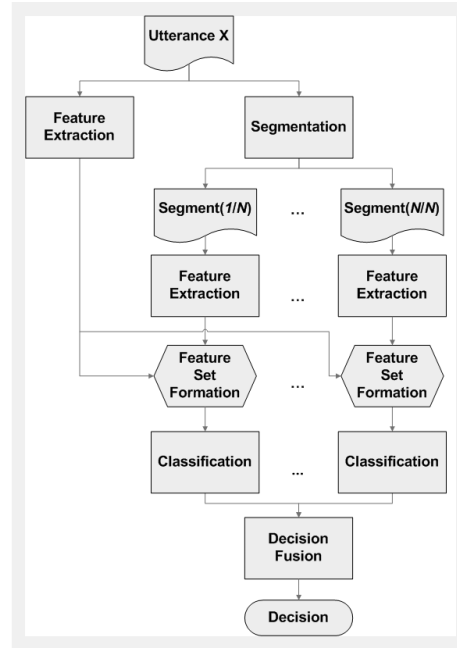 Utterance X
Feature
Extraction
Segmentation
Segment(1/N)
...
Segment(N/N)
Feature
Extraction
...
Feature
Extraction
Feature
Set
Formation
...
Feature
Set
Formation
Classification
...
Classification
Decision
Fusion
Decision